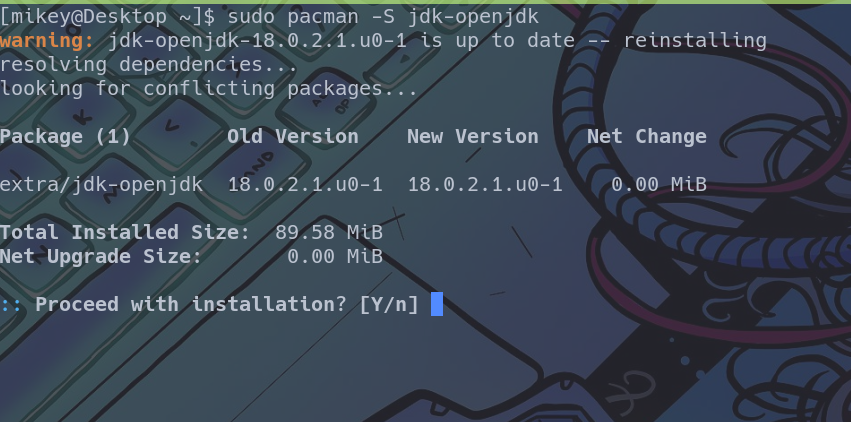 [mikey@Desktop ~]$ sudo pacman -S jdk-openjdk
warning: jdk-openjdk-18.0.2.1.u0-1 is up to date -- reinstalling
resolving dependencies...
looking for conflicting packages...
Package (1) Old Version New Version Net Change
extra/jdk-openjdk 18.0.2.1.u0-1 18.0.2.1.u0-1 0.00 MiB
Total Installed Size: 89.58 MiB
Net Upgrade Size: 0.00 MiB
:: Proceed with installation? [Y/n]